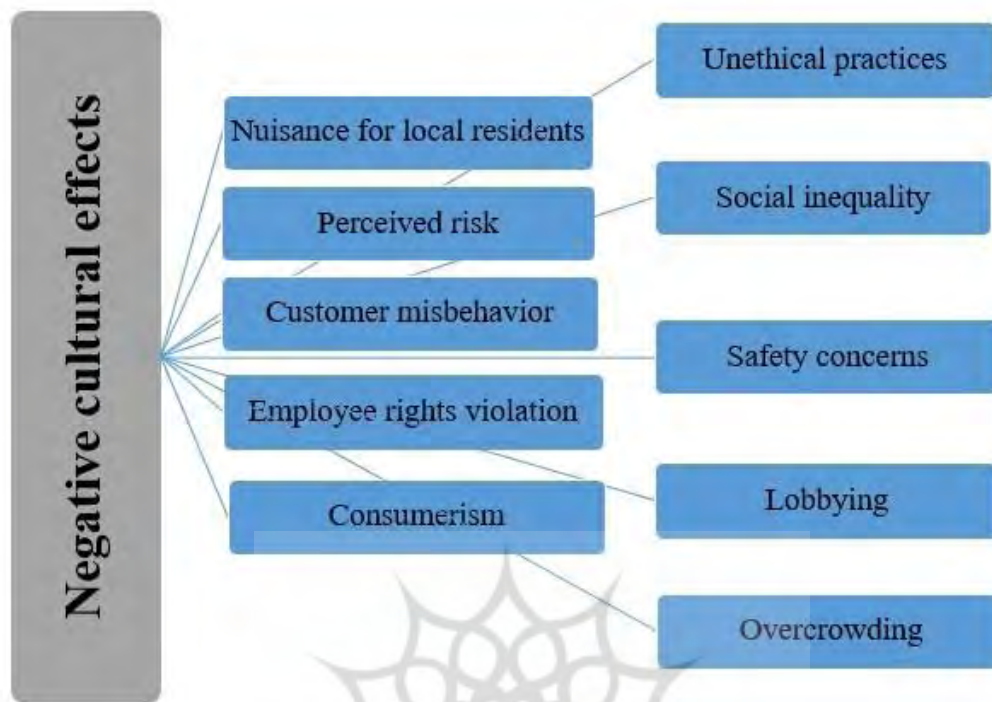 Negative cultural effects
Nuisance for local residents
Perceived risk
Customer misbehavior
Employee rights violation
Consumerism
Unethical practices
Social inequality
Safety concerns
Lobbying
Overcrowding